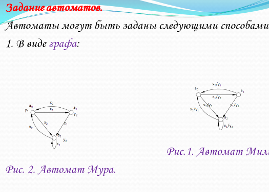 Задание автоматов.
Автоматы могут быть заданы следующими способами
1. В виде графа:
Рис.1. Автомат Мил
Рис. 2. Автомат Мура.